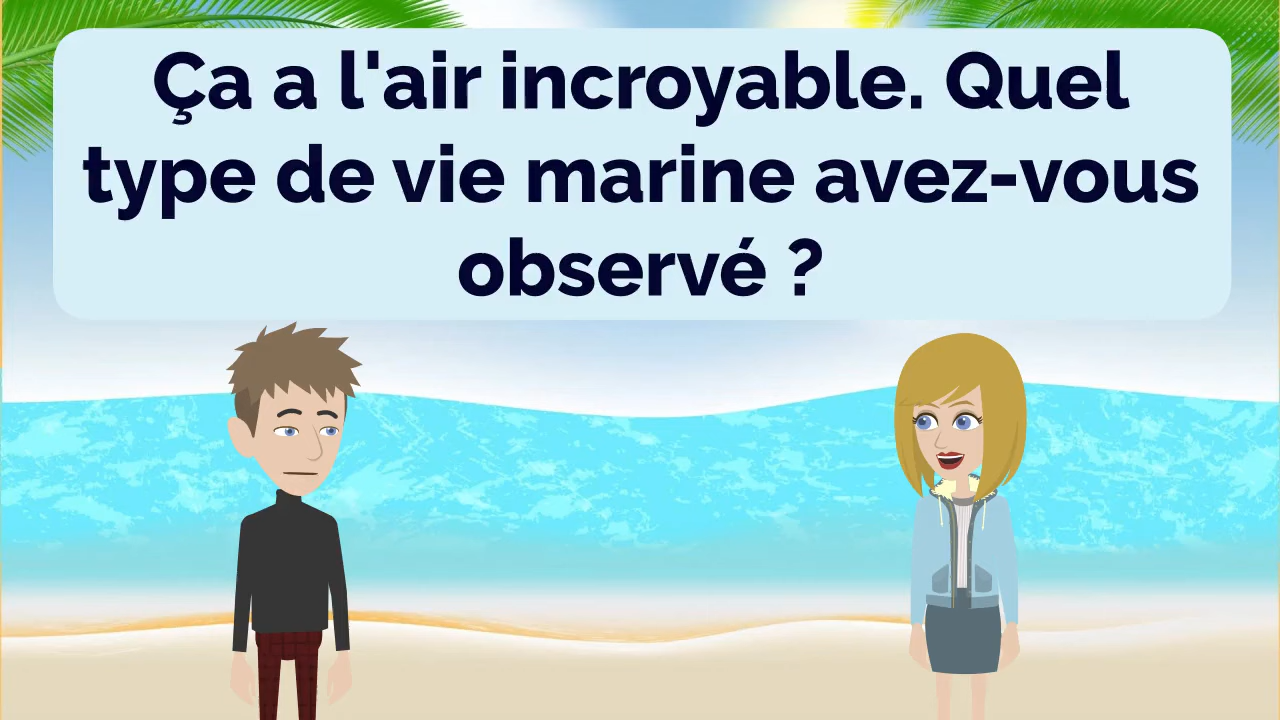 Ça a l'air incroyable. Quel
type de vie marine avez-vous
observé ?